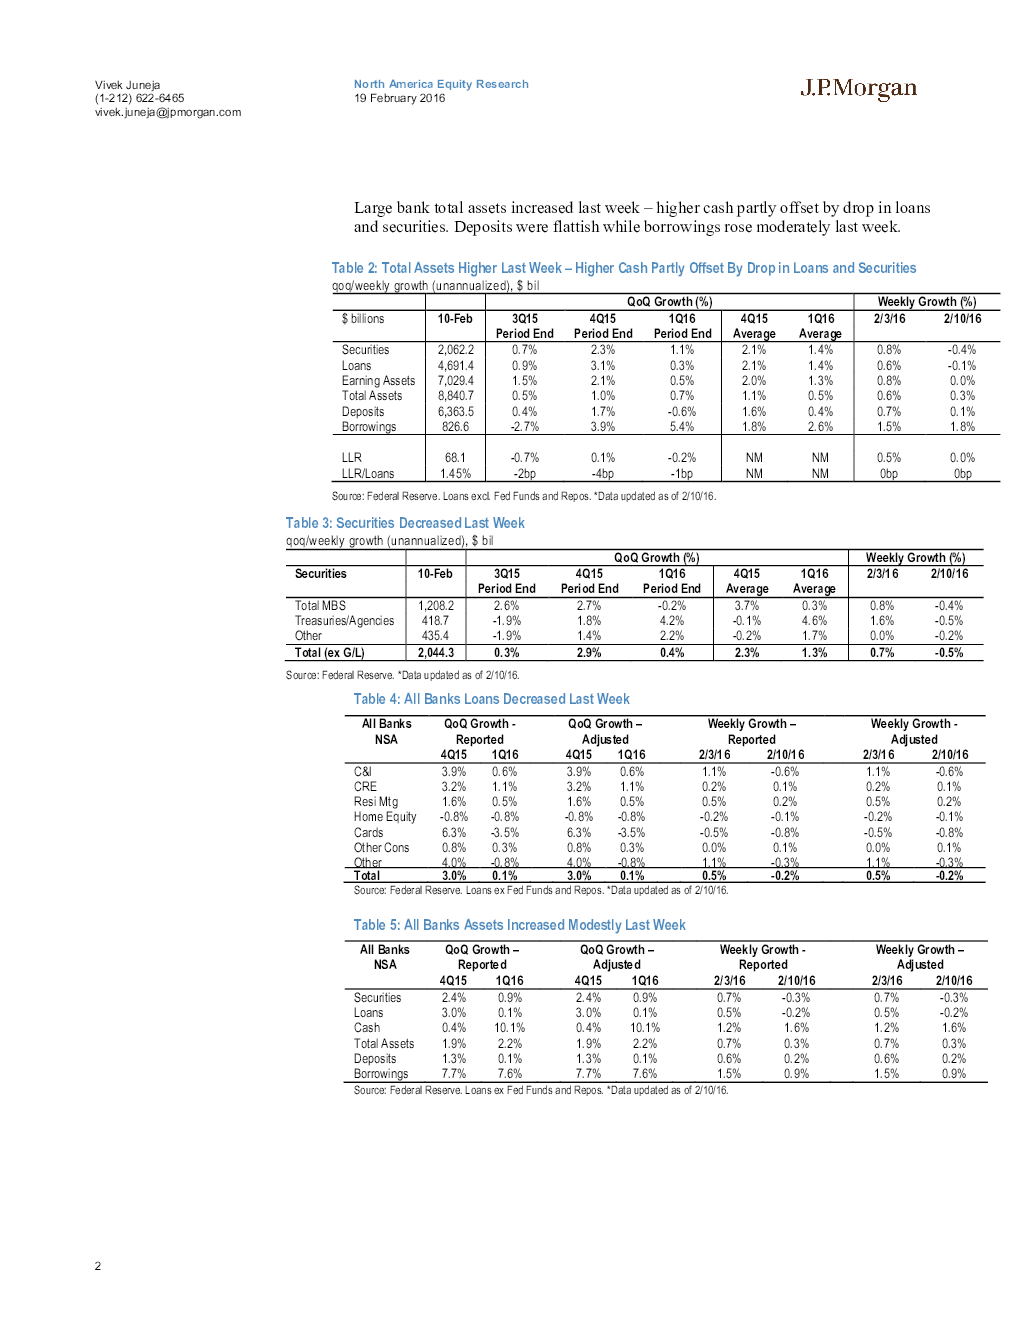 Vivek Juneja
(1-212) 622-6465
vivek.juneja@jpmorgan.com
North America Equity Research
19 February 2016
J.P.Morgan
Large bank total assets increased last week – higher cash partly offset by drop in loans
and securities. Deposits were flattish while borrowings rose moderately last week.
Table 2: Total Assets Higher Last Week – Higher Cash Partly Offset By Drop in Loans and Securities
qoq/weekly growth (unannualized), $ bil
QoQ Growth (%) Weekly Growth (%)
$ billions 10-Feb 3Q15 4Q15 1Q16 4Q15 1Q16 2/3/16 2/10/16
Period End Period End Period End Average Average
Securities 2,062.2 0.7% 2.3% 1.1% 2.1% 1.4% 0.8% -0.4%
Loans 4,691.4 0.9% 3.1% 0.3% 2.1% 1.4% 0.6% -0.1%
Earning Assets 7,029.4 1.5% 2.1% 0.5% 2.0% 1.3% 0.8% 0.0%
Total Assets 8,840.7 0.5% 1.0% 0.7% 1.1% 0.5% 0.6% 0.3%
Deposits 6,363.5 0.4% 1.7% -0.6% 1.6% 0.4% 0.7% 0.1%
Borrowings 826.6 -2.7% 3.9% 5.4% 1.8% 2.6% 1.5% 1.8%
LLR 68.1 -0.7% 0.1% -0.2% NM NM 0.5% 0.0%
LLR/Loans 1.45% -2bp -4bp -1bp NM NM 0bp 0bp
Source: Federal Reserve. Loans excl. Fed Funds and Repos. *Data updated as of 2/10/16.
Table 3: Securities Decreased Last Week
qoq/weekly growth (unannualized), $ bil
QoQ Growth (%) Weekly Growth (%)
Securities 10-Feb 3Q15 4Q15 1Q16 4Q15 1Q16 2/3/16 2/10/16
Period End Period End Period End Average Average
Total MBS 1,208.2 2.6% 2.7% -0.2% 3.7% 0.3% 0.8% -0.4%
Treasuries/Agencies 418.7 -1.9% 1.8% 4.2% -0.1% 4.6% 1.6% -0.5%
Other 435.4 -1.9% 1.4% 2.2% -0.2% 1.7% 0.0% -0.2%
Total (ex G/L) 2,044.3 0.3% 2.9% 0.4% 2.3% 1.3% 0.7% -0.5%
Source: Federal Reserve. *Data updated as of 2/10/16.
Table 4: All Banks Loans Decreased Last Week
All Banks QoQ Growth - QoQ Growth – Weekly Growth – Weekly Growth -
NSA Reported Adjusted Reported Adjusted
4Q15 1Q16 4Q15 1Q16 2/3/16 2/10/16 2/3/16 2/10/16
C&I 3.9% 0.6% 3.9% 0.6% 1.1% -0.6% 1.1% -0.6%
CRE 3.2% 1.1% 3.2% 1.1% 0.2% 0.1% 0.2% 0.1%
Resi Mtg 1.6% 0.5% 1.6% 0.5% 0.5% 0.2% 0.5% 0.2%
Home Equity -0.8% -0.8% -0.8% -0.8% -0.2% -0.1% -0.2% -0.1%
Cards 6.3% -3.5% 6.3% -3.5% -0.5% -0.8% -0.5% -0.8%
Other Cons 0.8% 0.3% 0.8% 0.3% 0.0% 0.1% 0.0% 0.1%
Other 4.0% -0.8% 4.0% -0.8% 1.1% -0.3% 1.1% -0.3%
Total 3.0% 0.1% 3.0% 0.1% 0.5% -0.2% 0.5% -0.2%
Source: Federal Reserve. Loans ex Fed Funds and Repos. *Data updated as of 2/10/16.
Table 5: All Banks Assets Increased Modestly Last Week
All Banks QoQ Growth – QoQ Growth – Weekly Growth - Weekly Growth –
NSA Reported Adjusted Reported Adjusted
4Q15 1Q16 4Q15 1Q16 2/3/16 2/10/16 2/3/16 2/10/16
Securities 2.4% 0.9% 2.4% 0.9% 0.7% -0.3% 0.7% -0.3%
Loans 3.0% 0.1% 3.0% 0.1% 0.5% -0.2% 0.5% -0.2%
Cash 0.4% 10.1% 0.4% 10.1% 1.2% 1.6% 1.2% 1.6%
Total Assets 1.9% 2.2% 1.9% 2.2% 0.7% 0.3% 0.7% 0.3%
Deposits 1.3% 0.1% 1.3% 0.1% 0.6% 0.2% 0.6% 0.2%
Borrowings 7.7% 7.6% 7.7% 7.6% 1.5% 0.9% 1.5% 0.9%
Source: Federal Reserve. Loans ex Fed Funds and Repos. *Data updated as of 2/10/16.
2